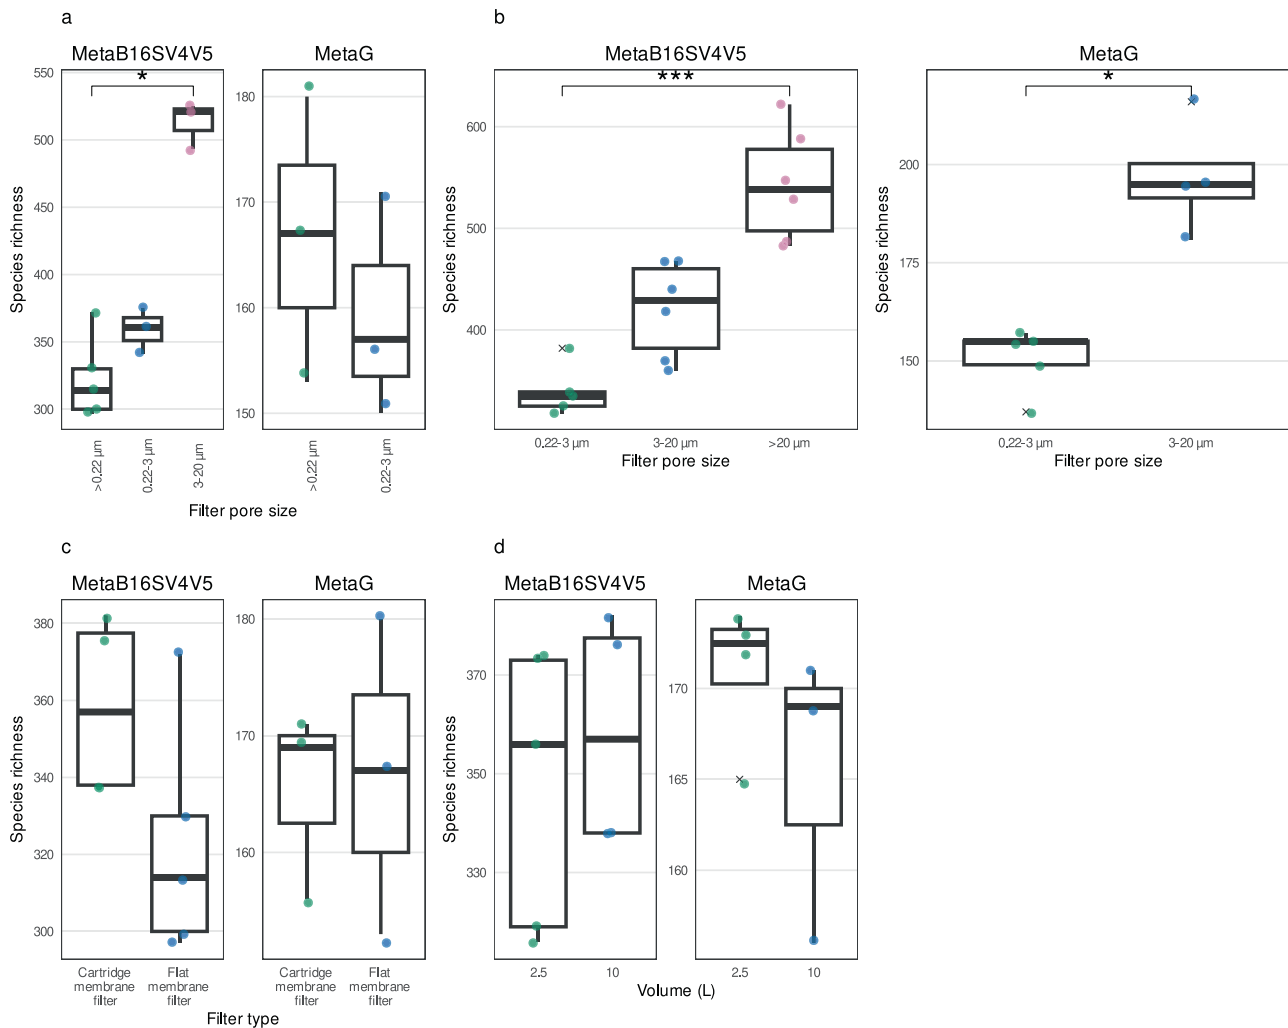 a
MetaB16SV4V5
MetaG
*
Species richness
550
500
450
400
350
300
180
170
160
150
>0.22 µm
0.22-3 µm
3-20 µm
>0.22 µm
0.22-3 µm
Filter pore size
b
MetaB16SV4V5
MetaG
***
*
Species richness
600
500
400
0.22-3 µm
3-20 µm
>20 µm
Filter pore size
Species richness
200
175
150
0.22-3 µm
3-20 µm
Filter pore size
c
MetaB16SV4V5
MetaG
Species richness
380
360
340
320
300
180
170
160
Cartridge
membrane
filter
Flat
membrane
filter
Cartridge
membrane
filter
Flat
membrane
filter
Filter type
d
MetaB16SV4V5
MetaG
Species richness
370
350
330
170
165
160
2.5
10
2.5
10
Volume (L)